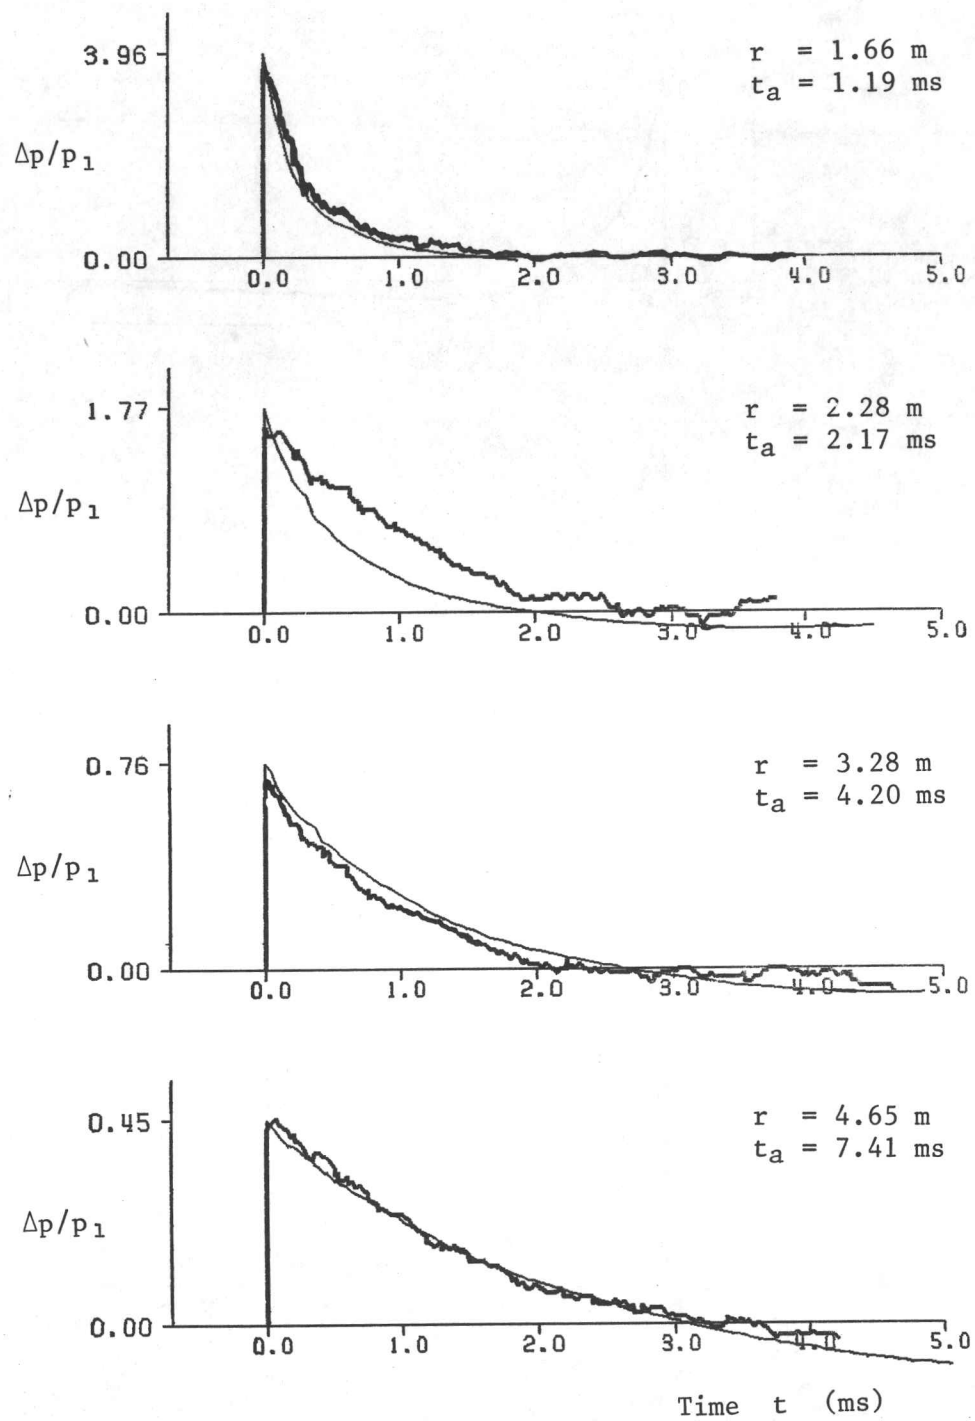 3.96
r = 1.66 m
tₐ = 1.19 ms
Δp/p₁
0.00
0.0 1.0 2.0 3.0 4.0 5.0
1.77
r = 2.28 m
tₐ = 2.17 ms
Δp/p₁
0.00
0.0 1.0 2.0 3.0 4.0 5.0
0.76
r = 3.28 m
tₐ = 4.20 ms
Δp/p₁
0.00
0.0 1.0 2.0 3.0 4.0 5.0
0.45
r = 4.65 m
tₐ = 7.41 ms
Δp/p₁
0.00
0.0 1.0 2.0 3.0 4.0 5.0
Time t (ms)